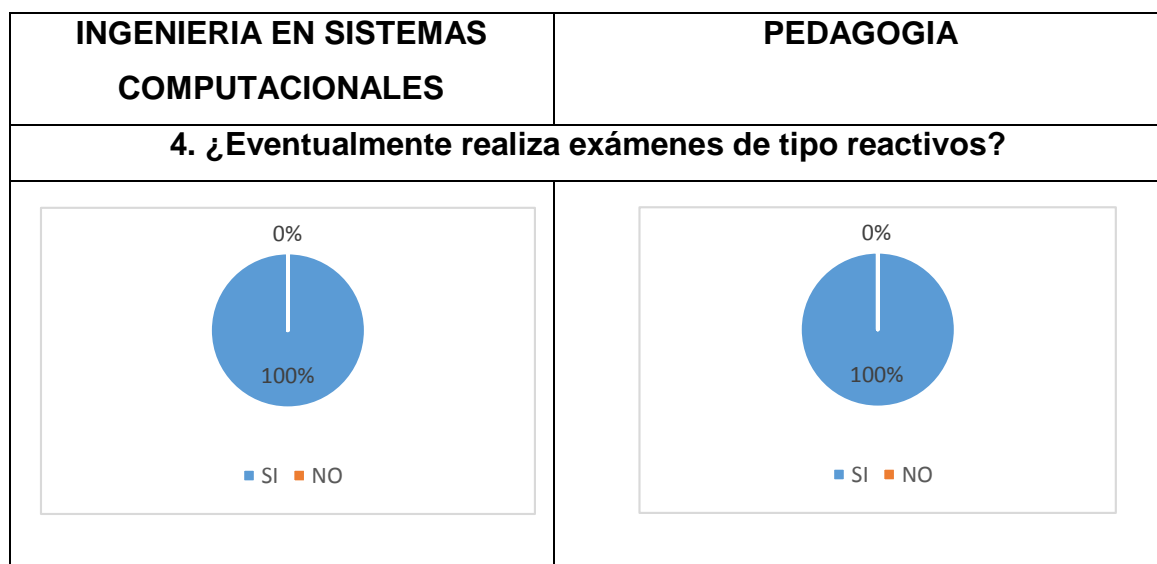 INGENIERIA EN SISTEMAS
COMPUTACIONALES
PEDAGOGIA
4. ¿Eventualmente realiza exámenes de tipo reactivos?
0%
100%
SI NO
0%
100%
SI NO